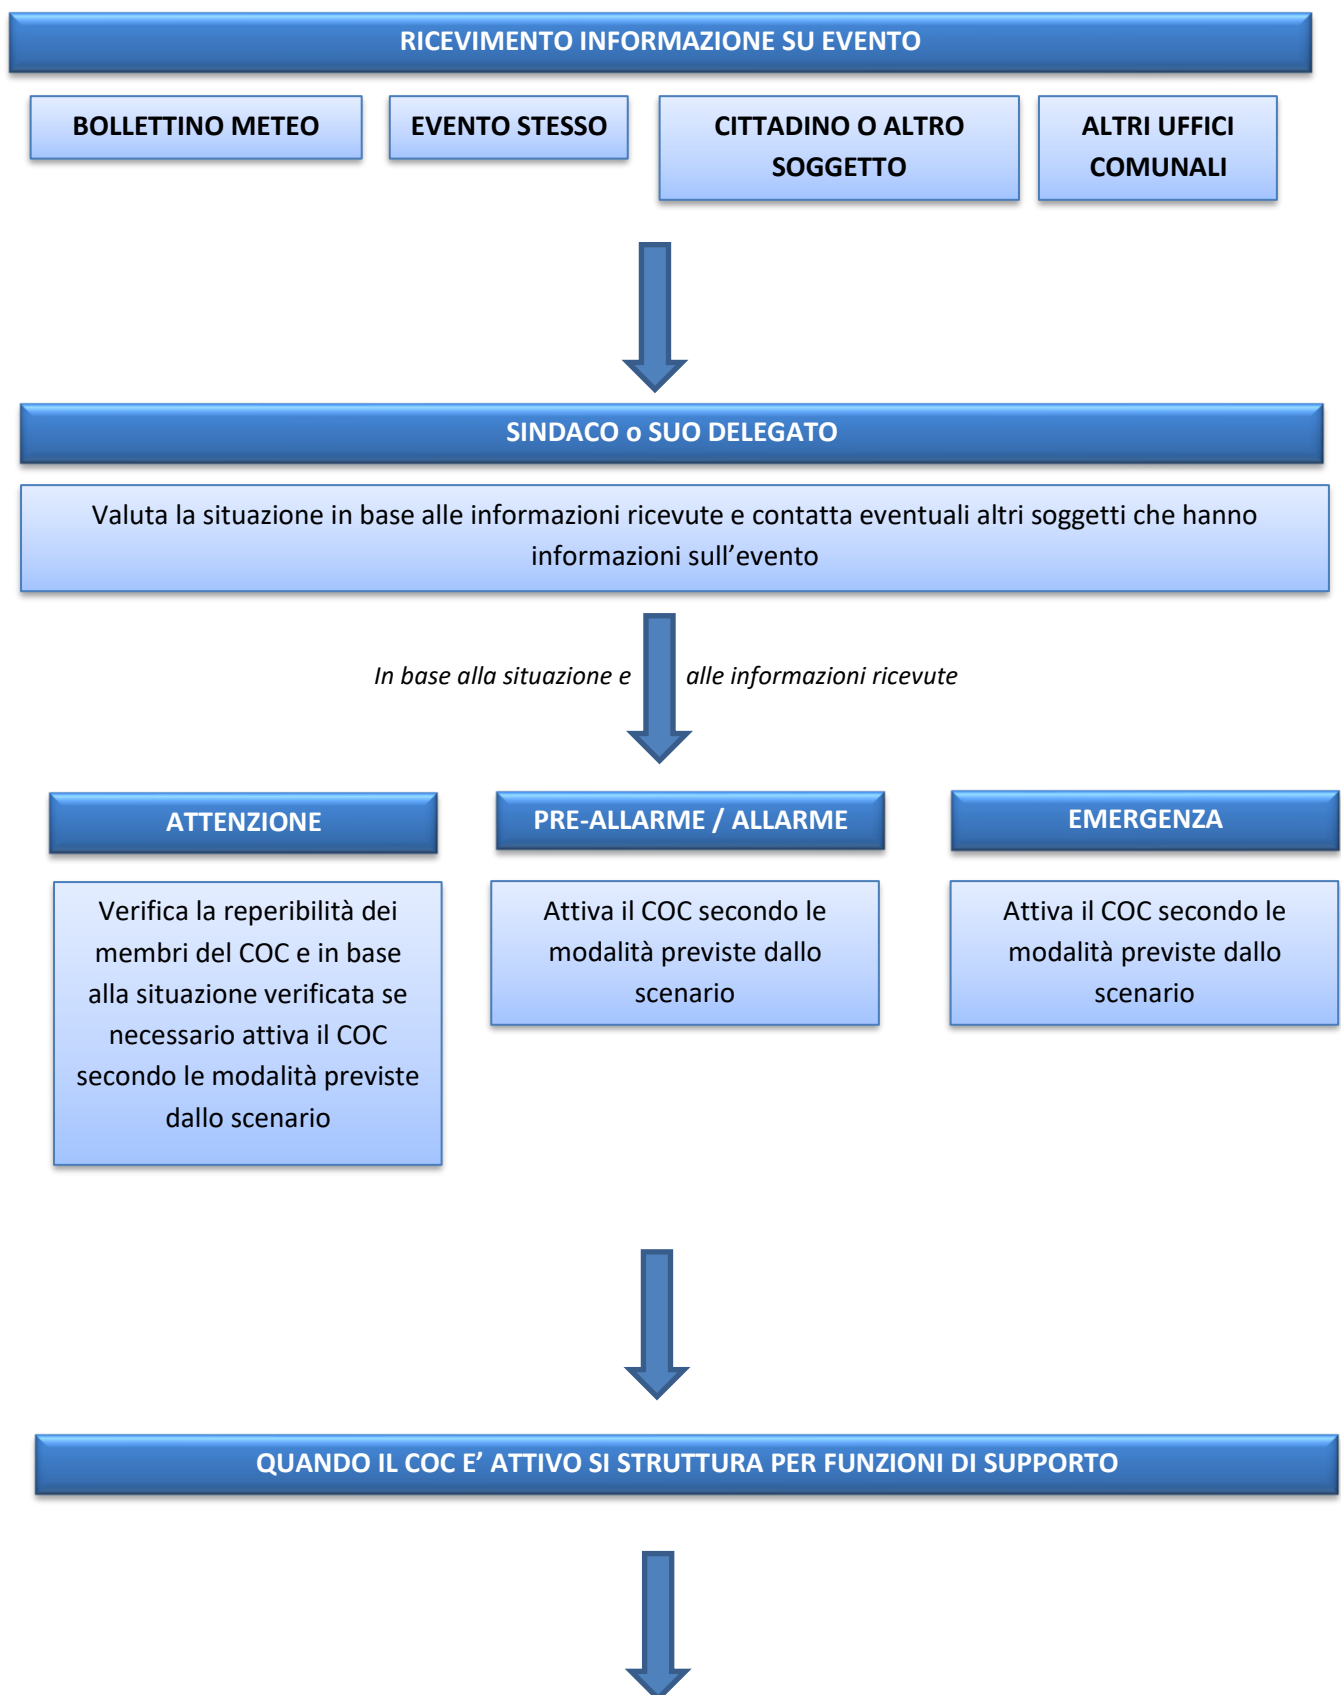 RICEVIMENTO INFORMAZIONE SU EVENTO
BOLLETTINO METEO
EVENTO STESSO
CITTADINO O ALTRO
SOGGETTO
ALTRI UFFICI
COMUNALI
SINDACO o SUO DELEGATO
Valuta la situazione in base alle informazioni ricevute e contatta eventuali altri soggetti che hanno
informazioni sull’evento
In base alla situazione e alle informazioni ricevute
ATTENZIONE
Verifica la reperibilità dei
membri del COC e in base
alla situazione verificata se
necessario attiva il COC
secondo le modalità previste
dallo scenario
PRE-ALLARME / ALLARME
Attiva il COC secondo le
modalità previste dallo
scenario
EMERGENZA
Attiva il COC secondo le
modalità previste dallo
scenario
QUANDO IL COC E’ ATTIVO SI STRUTTURA PER FUNZIONI DI SUPPORTO